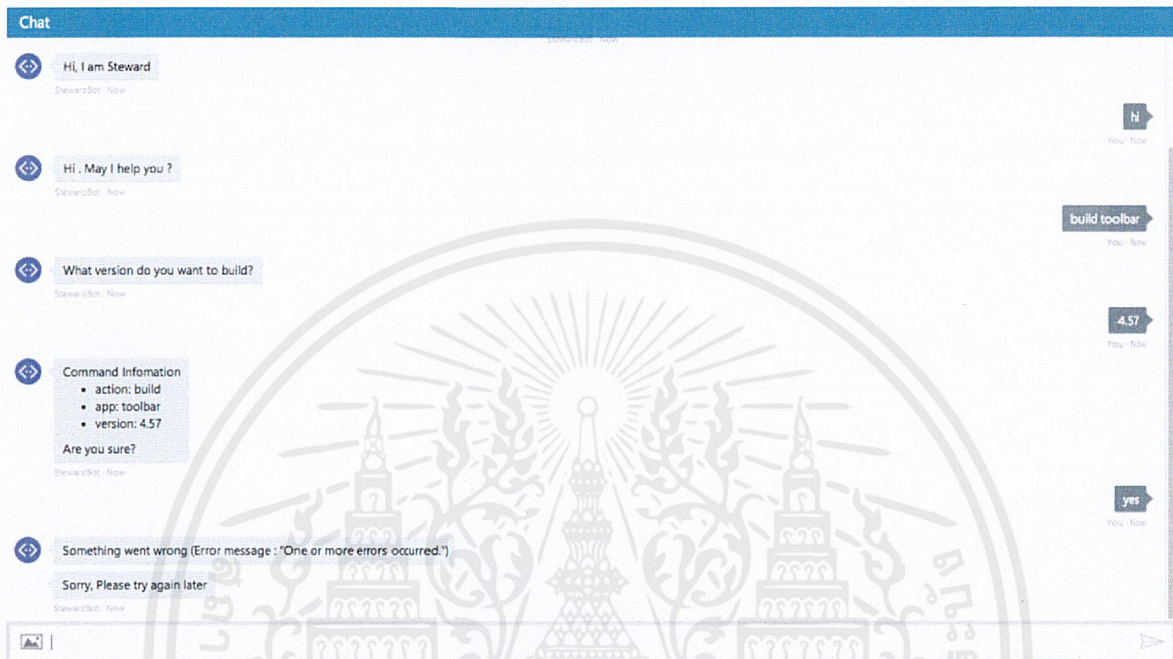 Chat
StewardBot · Now
Hi, I am Steward
StewardBot · Now
hi
You · Now
Hi . May I help you ?
StewardBot · Now
build toolbar
You · Now
What version do you want to build?
StewardBot · Now
4.57
You · Now
Command Infomation
• action: build
• app: toolbar
• version: 4.57
Are you sure?
StewardBot · Now
yes
You · Now
Something went wrong (Error message : "One or more errors occurred.")
Sorry, Please try again later
StewardBot · Now